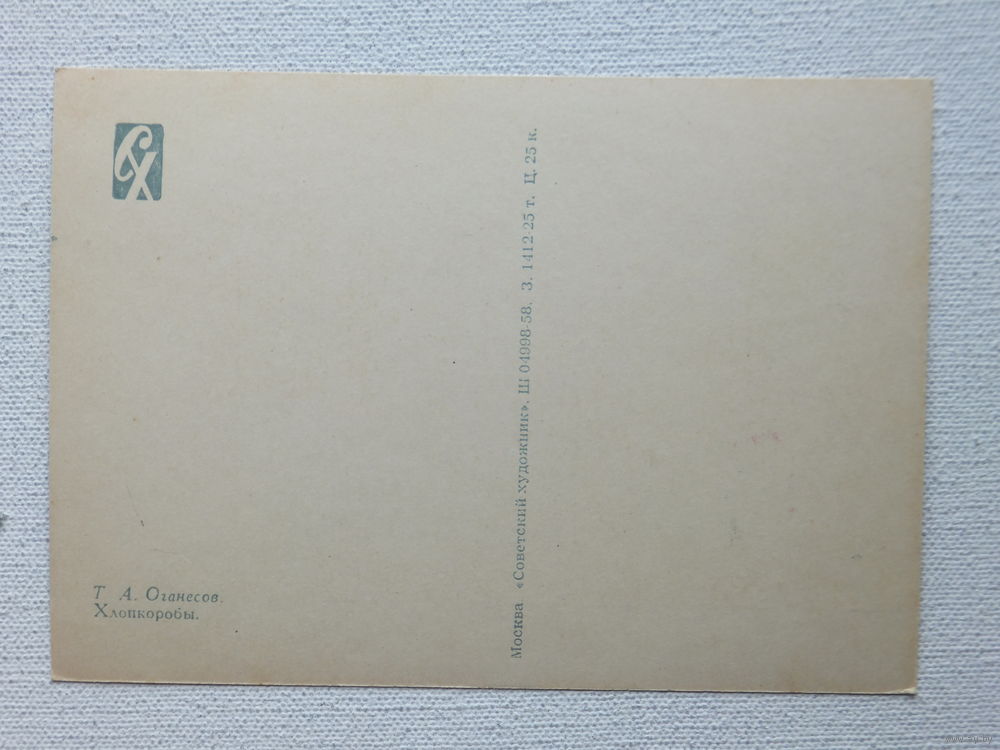 СХ
Т А. Оганесов.
Хлопкоробы.
Москва «Советский художник». Ш 04998-58. З. 1412-25 т. Ц. 25 к.